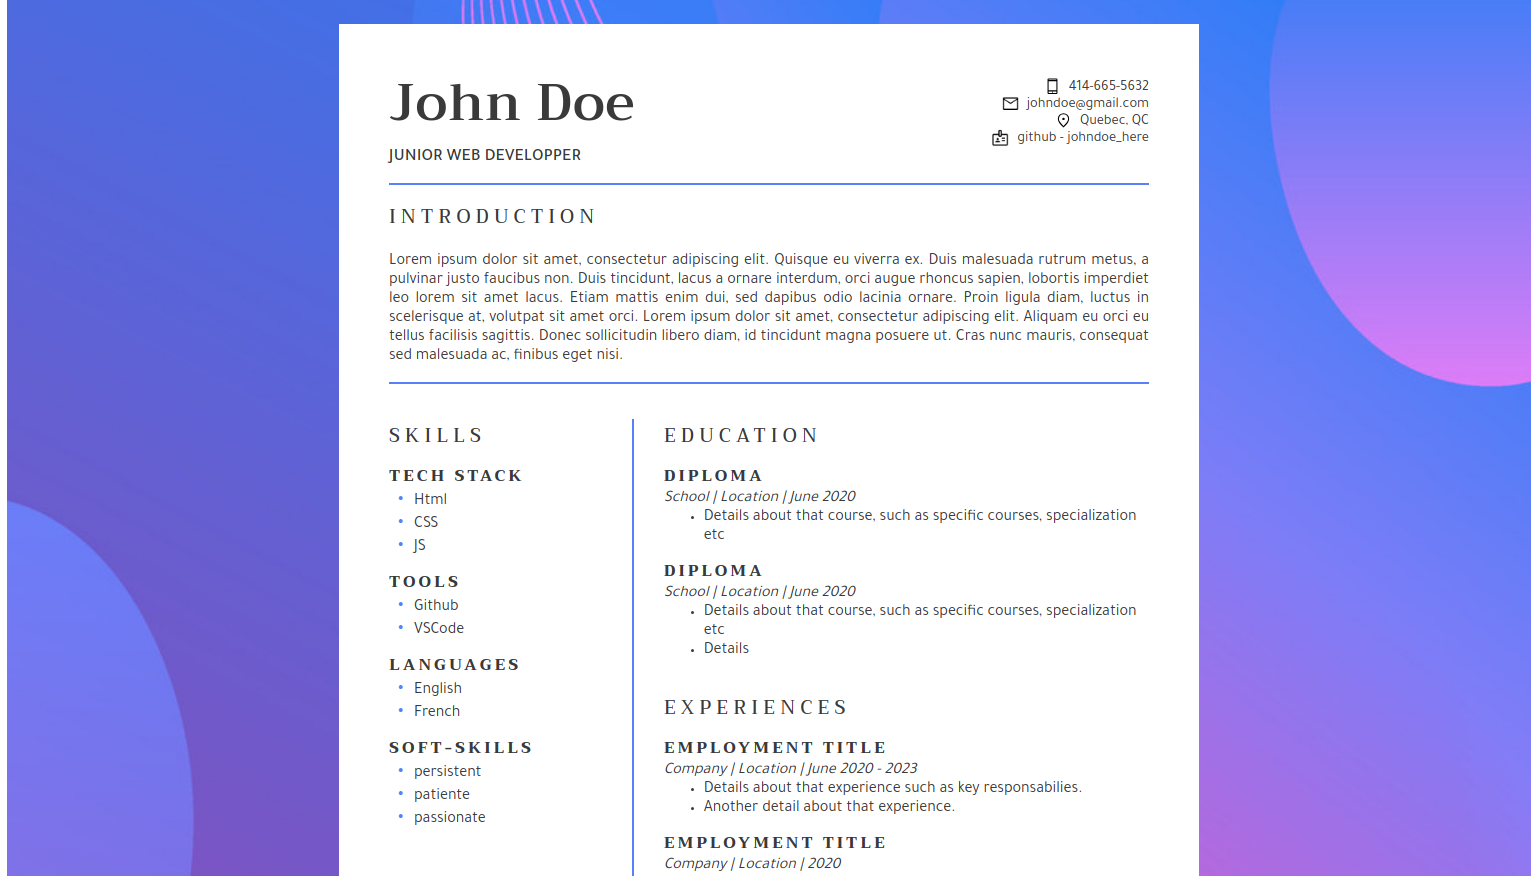 John Doe
JUNIOR WEB DEVELOPPER
414-665-5632
johndoe@gmail.com
Quebec, QC
github - johndoe_here
INTRODUCTION
Lorem ipsum dolor sit amet, consectetur adipiscing elit. Quisque eu viverra ex. Duis malesuada rutrum metus, a
pulvinar justo faucibus non. Duis tincidunt, lacus a ornare interdum, orci augue rhoncus sapien, lobortis imperdiet
leo lorem sit amet lacus. Etiam mattis enim dui, sed dapibus odio lacinia ornare. Proin ligula diam, luctus in
scelerisque at, volutpat sit amet orci. Lorem ipsum dolor sit amet, consectetur adipiscing elit. Aliquam eu orci eu
tellus facilisis sagittis. Donec sollicitudin libero diam, id tincidunt magna posuere ut. Cras nunc mauris, consequat
sed malesuada ac, finibus eget nisi.
SKILLS
TECH STACK
• Html
• CSS
• JS
TOOLS
• Github
• VSCode
LANGUAGES
• English
• French
SOFT-SKILLS
• persistent
• patiente
• passionate
EDUCATION
DIPLOMA
School | Location | June 2020
• Details about that course, such as specific courses, specialization
etc
DIPLOMA
School | Location | June 2020
• Details about that course, such as specific courses, specialization
etc
• Details
EXPERIENCES
EMPLOYMENT TITLE
Company | Location | June 2020 - 2023
• Details about that experience such as key responsabilies.
• Another detail about that experience.
EMPLOYMENT TITLE
Company | Location | 2020